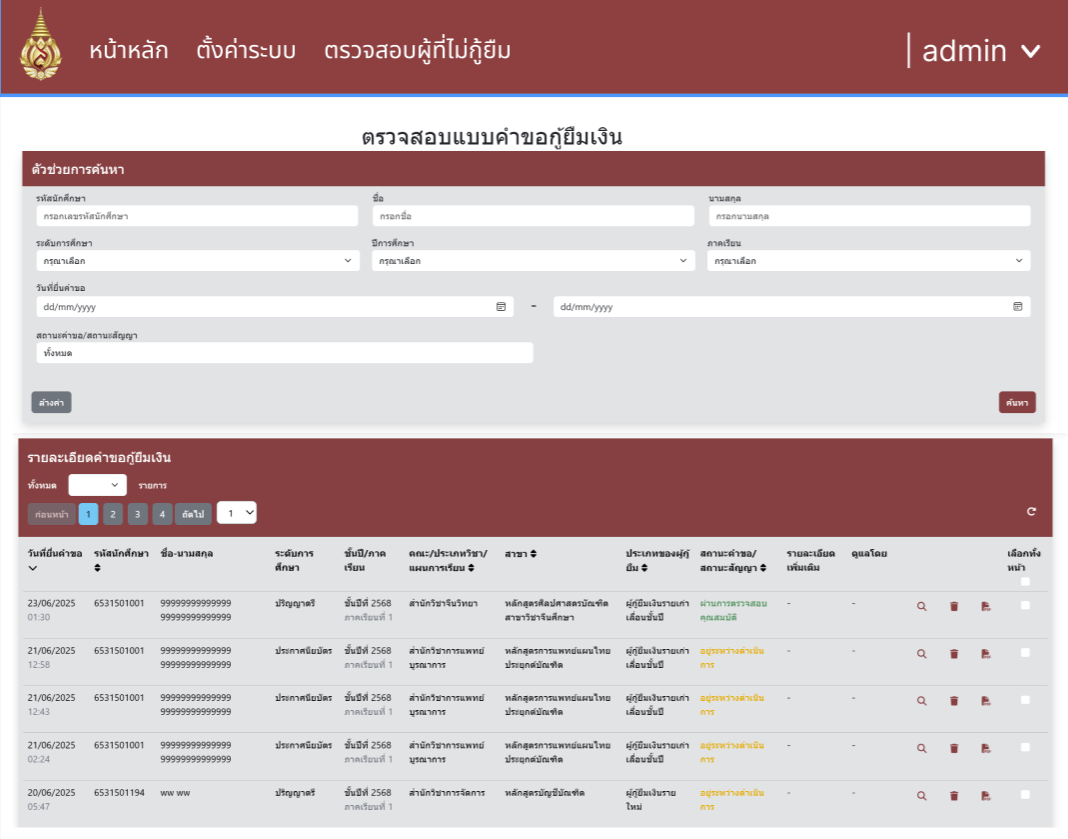 หน้าหลัก ตั้งค่าระบบ ตรวจสอบผู้ที่ไม่กู้ยืม admin
ตรวจสอบแบบคำขอกู้ยืมเงิน
ตัวช่วยการค้นหา
รหัสนักศึกษา ชื่อ นามสกุล
กรอกเลขรหัสนักศึกษา กรอกชื่อ กรอกนามสกุล
ระดับการศึกษา ปีการศึกษา ภาคเรียน
กรุณาเลือก กรุณาเลือก กรุณาเลือก
วันที่ยื่นคำขอ
dd/mm/yyyy - dd/mm/yyyy
สถานะคำขอ/สถานะสัญญา
ทั้งหมด
ล้างค่า ค้นหา
รายละเอียดคำขอกู้ยืมเงิน
ทั้งหมด รายการ
ก่อนหน้า 1 2 3 4 ถัดไป 1
วันที่ยื่นคำขอ รหัสนักศึกษา ชื่อ-นามสกุล ระดับการ ชั้นปี/ภาค คณะ/ประเภทวิชา/ สาขา ประเภทของผู้กู้ สถานะคำขอ/ รายละเอียด ดูแลโดย เลือกทั้ง
ศึกษา เรียน แผนการเรียน ยืม สถานะสัญญา เพิ่มเติม หน้า
23/06/2025 6531501001 99999999999999 ปริญญาตรี ชั้นปีที่ 2568 สำนักวิชาจีนวิทยา หลักสูตรศิลปศาสตรบัณฑิต ผู้กู้ยืมเงินรายเก่า ผ่านการตรวจสอบ - -
01:30 99999999999999 ภาคเรียนที่ 1 สาขาวิชาจีนศึกษา เลื่อนชั้นปี คุณสมบัติ
21/06/2025 6531501001 99999999999999 ประกาศนียบัตร ชั้นปีที่ 2568 สำนักวิชาการแพทย์ หลักสูตรการแพทย์แผนไทย ผู้กู้ยืมเงินรายเก่า อยู่ระหว่างดำเนิน - -
12:58 99999999999999 ภาคเรียนที่ 1 บูรณาการ ประยุกต์บัณฑิต เลื่อนชั้นปี การ
21/06/2025 6531501001 99999999999999 ประกาศนียบัตร ชั้นปีที่ 2568 สำนักวิชาการแพทย์ หลักสูตรการแพทย์แผนไทย ผู้กู้ยืมเงินรายเก่า อยู่ระหว่างดำเนิน - -
12:43 99999999999999 ภาคเรียนที่ 1 บูรณาการ ประยุกต์บัณฑิต เลื่อนชั้นปี การ
21/06/2025 6531501001 99999999999999 ประกาศนียบัตร ชั้นปีที่ 2568 สำนักวิชาการแพทย์ หลักสูตรการแพทย์แผนไทย ผู้กู้ยืมเงินรายเก่า อยู่ระหว่างดำเนิน - -
02:24 99999999999999 ภาคเรียนที่ 1 บูรณาการ ประยุกต์บัณฑิต เลื่อนชั้นปี การ
20/06/2025 6531501194 ww ww ปริญญาตรี ชั้นปีที่ 2568 สำนักวิชาการจัดการ หลักสูตรบัญชีบัณฑิต ผู้กู้ยืมเงินราย อยู่ระหว่างดำเนิน - -
05:47 ภาคเรียนที่ 1 ใหม่ การ